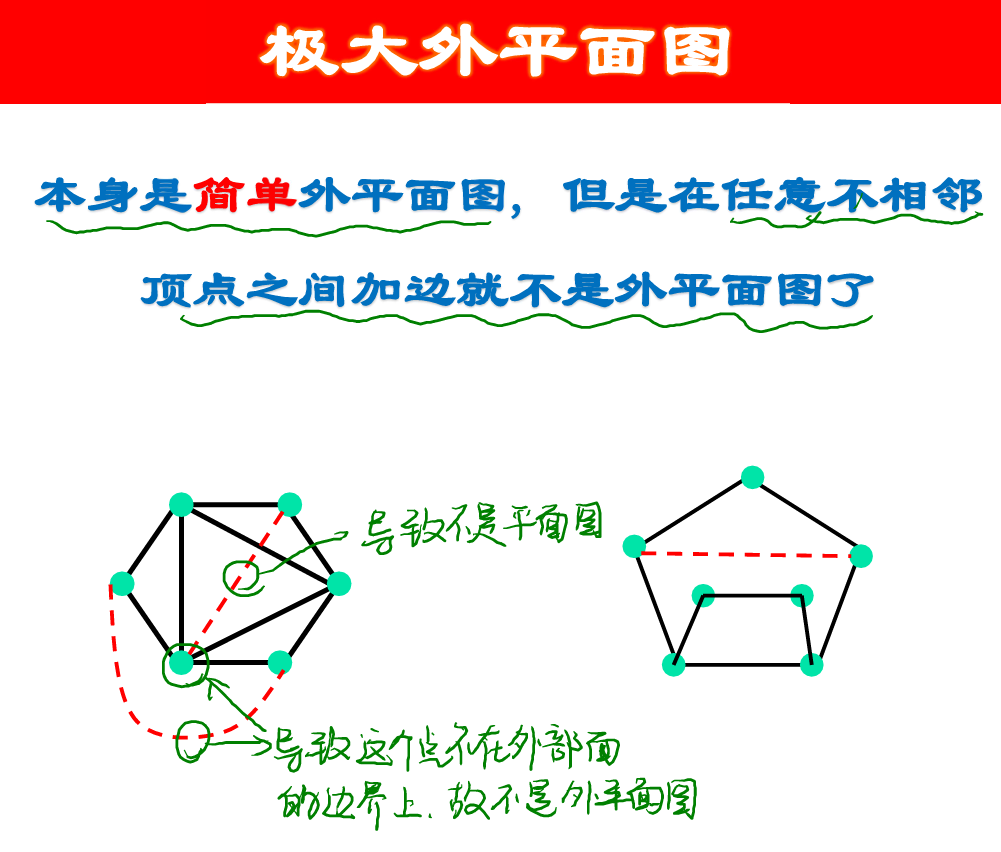 极大外平面图
本身是简单外平面图，但是在任意不相邻
顶点之间加边就不是外平面图了
导致不是平面图
导致这个点不在外部面
的边界上.故不是外平面图